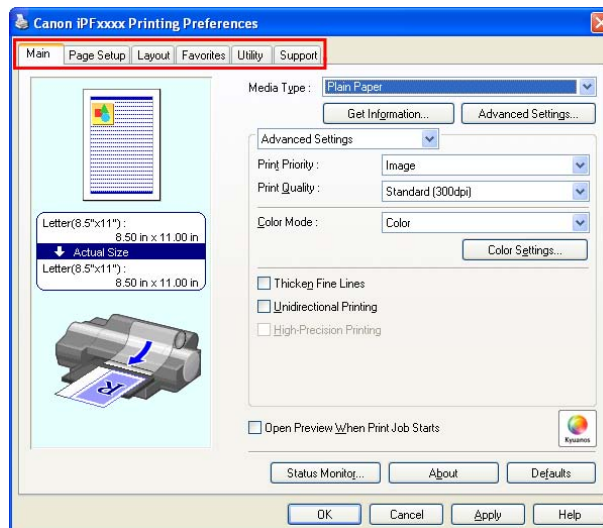 Canon iPFxxxx Printing Preferences
Main Page Setup Layout Favorites Utility Support
Media Type : Plain Paper
Get Information... Advanced Settings...
Advanced Settings
Print Priority : Image
Print Quality : Standard (300dpi)
Color Mode : Color
Color Settings...
Thicken Fine Lines
Unidirectional Printing
High-Precision Printing
Letter(8.5"x11") :
8.50 in x 11.00 in
Actual Size
Letter(8.5"x11") :
8.50 in x 11.00 in
R
Open Preview When Print Job Starts
Kyuanos
Status Monitor... About Defaults
OK Cancel Apply Help